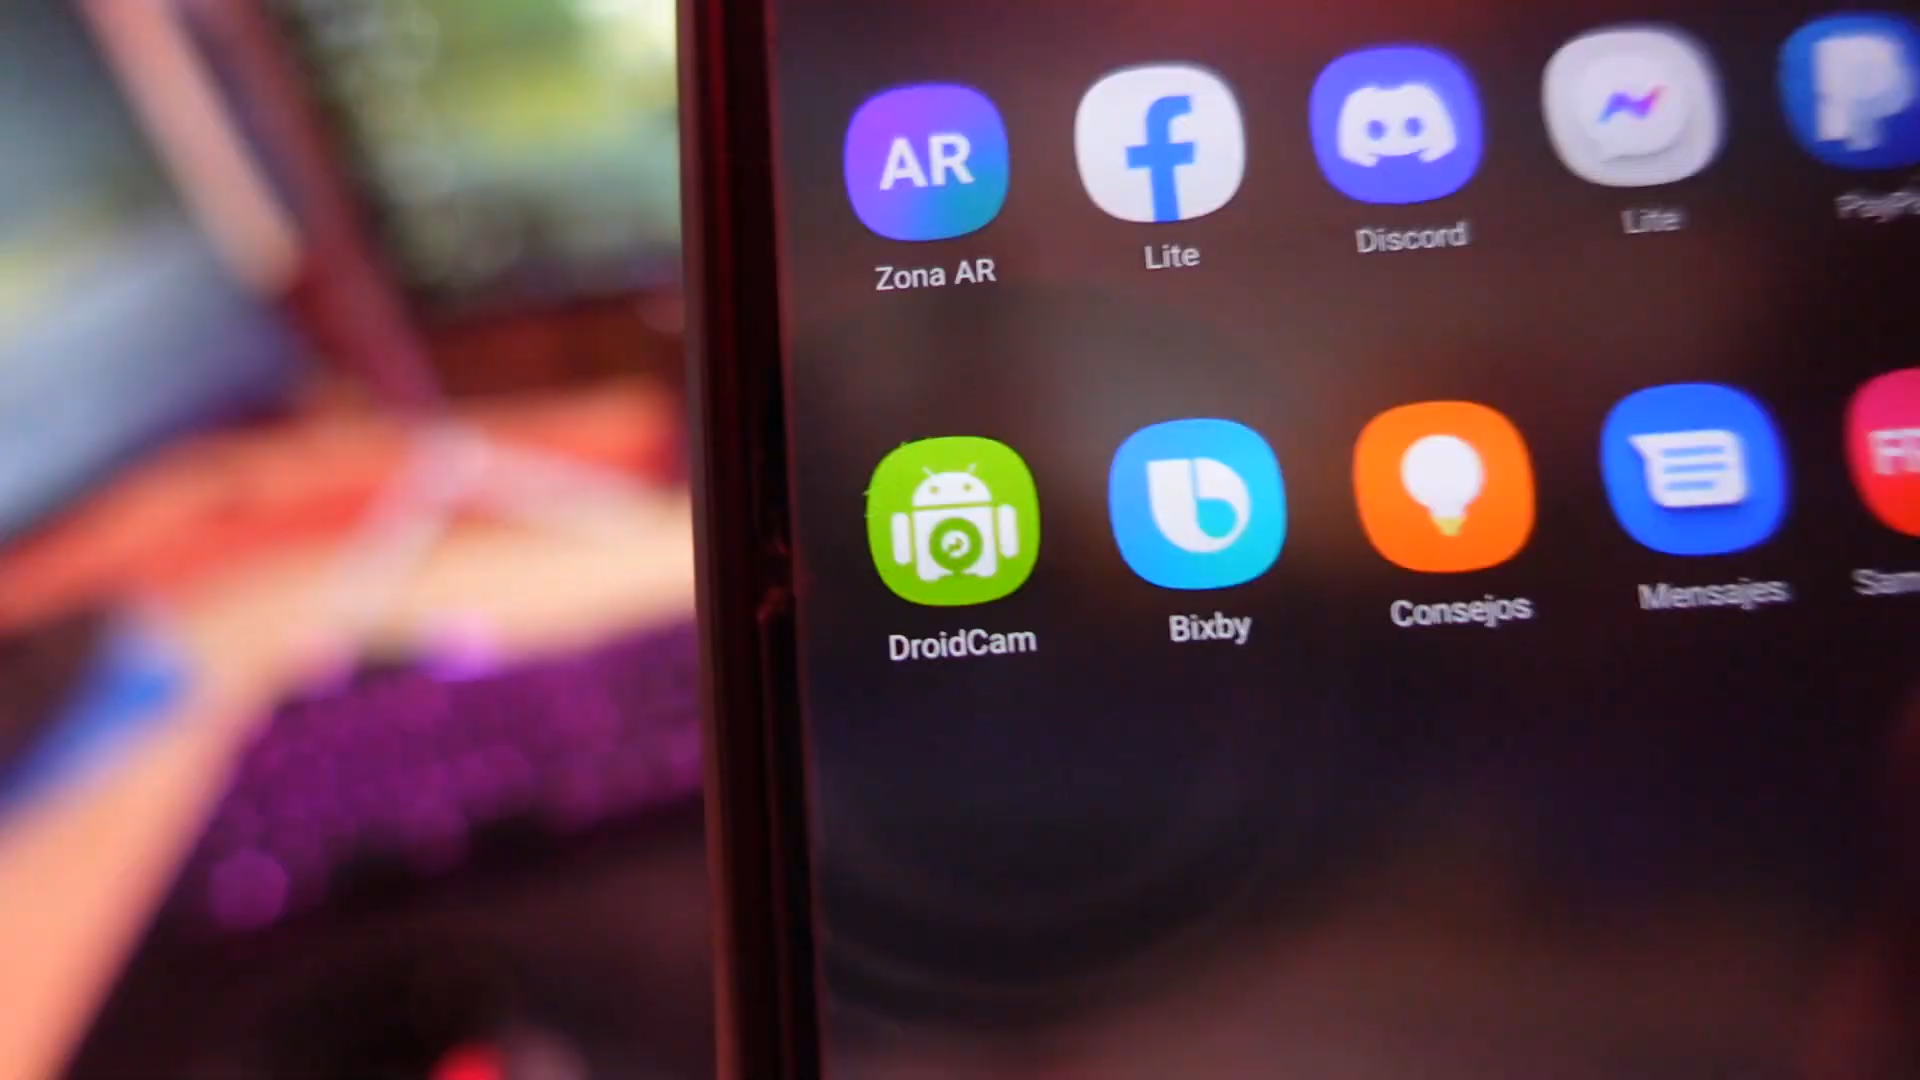 AR
Zona AR
Lite
Discord
Lite
DroidCam
Bixby
Consejos
Mensajes